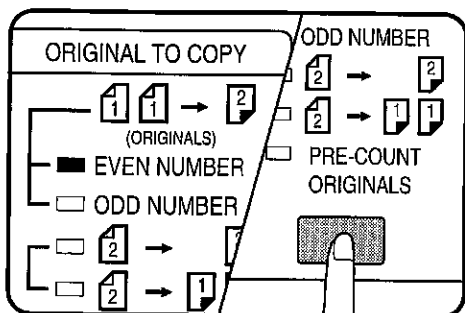 ORIGINAL TO COPY
1 1 → 2
(ORIGINALS)
EVEN NUMBER
ODD NUMBER
2 →
2 → 1
ODD NUMBER
2 → 2
2 → 1 1
PRE-COUNT
ORIGINALS